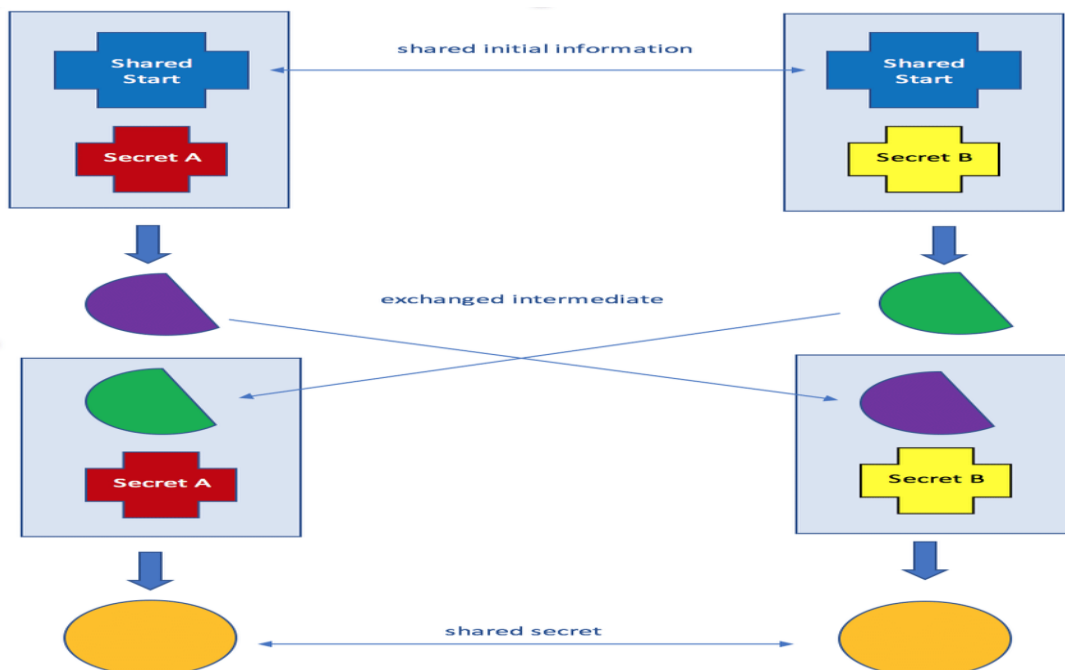 shared initial information
Shared
Start
Shared
Start
Secret A
Secret B
exchanged intermediate
Secret A
Secret B
shared secret